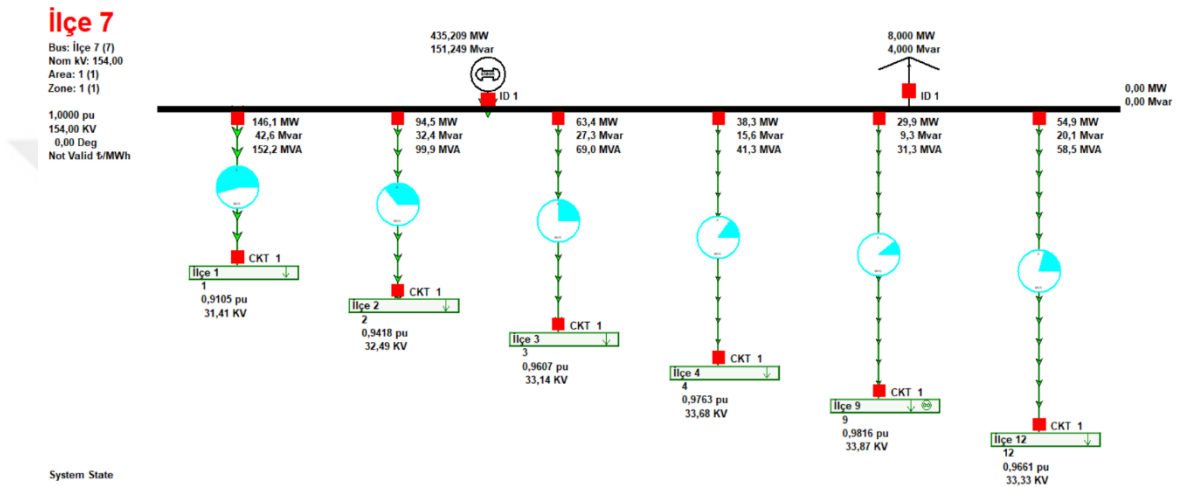 İlçe 7
Bus: İlçe 7 (7)
Nom kV: 154,00
Area: 1 (1)
Zone: 1 (1)
1,0000 pu
154,00 KV
0,00 Deg
Not Valid ₺/MWh
435,209 MW
151,249 Mvar
ID 1
8,000 MW
4,000 Mvar
ID 1
0,00 MW
0,00 Mvar
146,1 MW
42,6 Mvar
152,2 MVA
CKT 1
İlçe 1
1
0,9105 pu
31,41 KV
94,5 MW
32,4 Mvar
99,9 MVA
CKT 1
İlçe 2
2
0,9418 pu
32,49 KV
63,4 MW
27,3 Mvar
69,0 MVA
CKT 1
İlçe 3
3
0,9607 pu
33,14 KV
38,3 MW
15,6 Mvar
41,3 MVA
CKT 1
İlçe 4
4
0,9763 pu
33,68 KV
29,9 MW
9,3 Mvar
31,3 MVA
CKT 1
İlçe 9
9
0,9816 pu
33,87 KV
54,9 MW
20,1 Mvar
58,5 MVA
CKT 1
İlçe 12
12
0,9661 pu
33,33 KV
System State